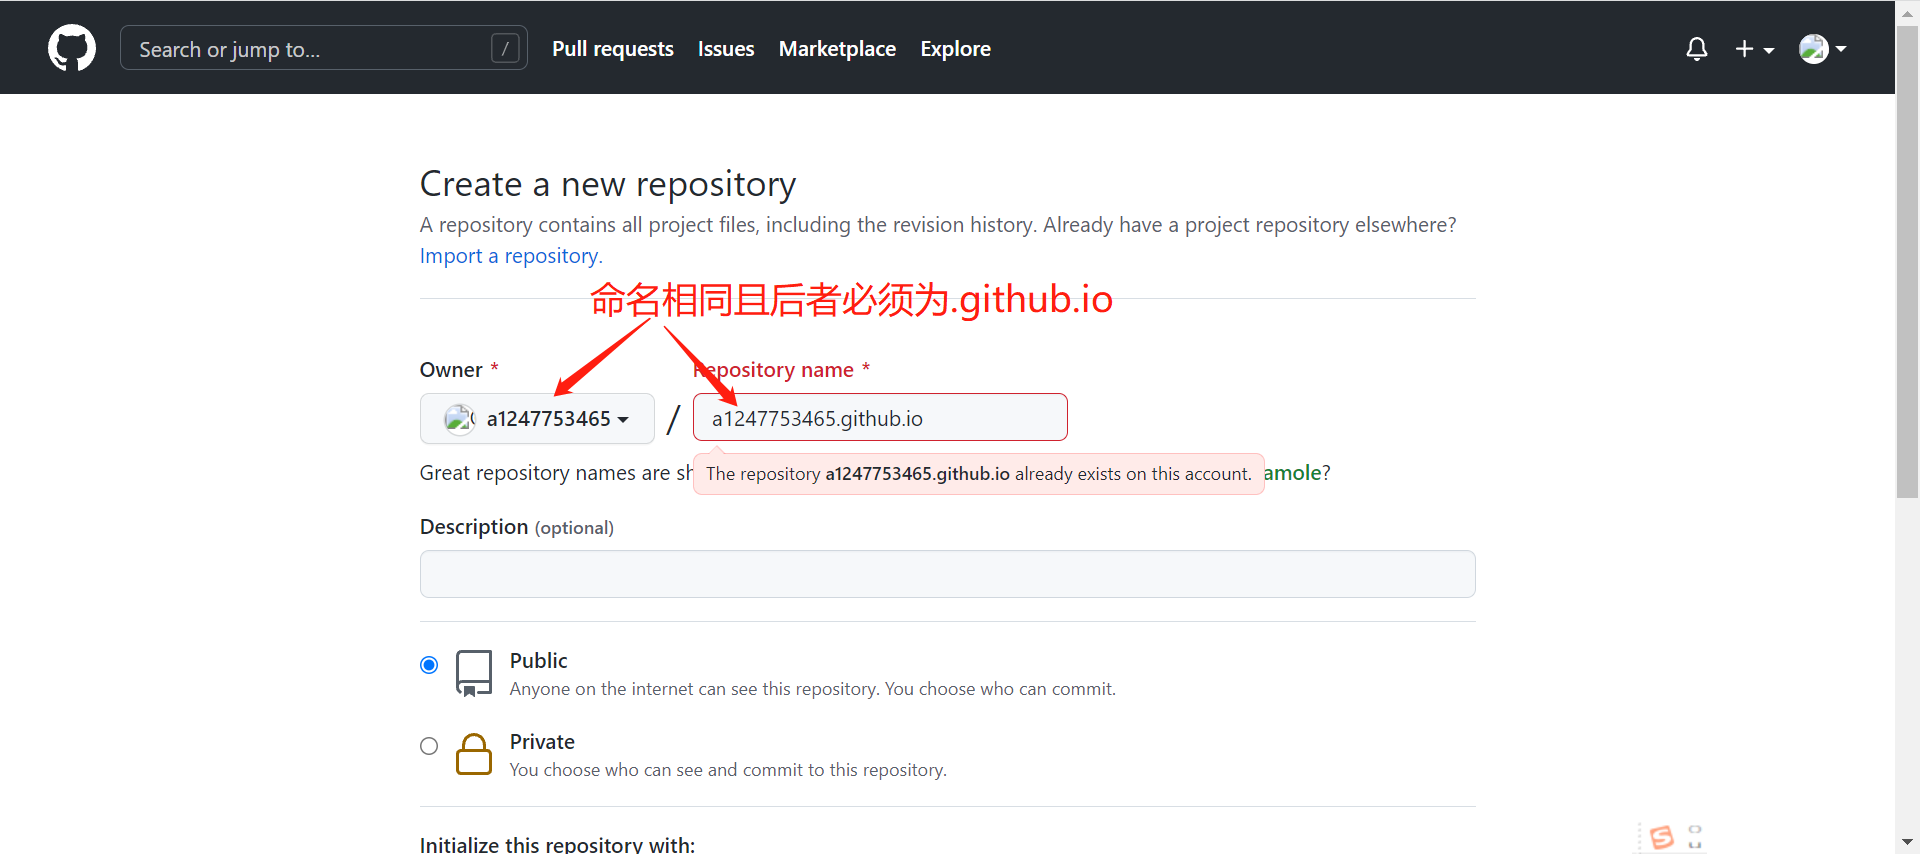 Search or jump to... /
Pull requests Issues Marketplace Explore
Create a new repository
A repository contains all project files, including the revision history. Already have a project repository elsewhere?
Import a repository.
命名相同且后者必须为.github.io
Owner * Repository name *
a1247753465 / a1247753465.github.io
Great repository names are sh
The repository a1247753465.github.io already exists on this account.
amole?
Description (optional)
Public
Anyone on the internet can see this repository. You choose who can commit.
Private
You choose who can see and commit to this repository.
Initialize this repository with: